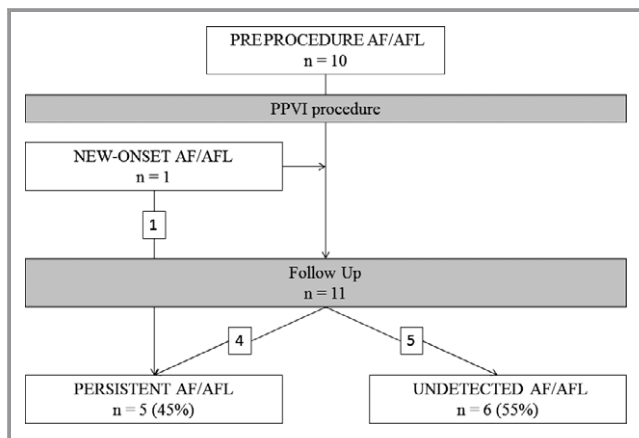 PREPROCEDURE AF/AFL
n = 10
PPVI procedure
NEW-ONSET AF/AFL
n = 1
1
Follow Up
n = 11
4
5
PERSISTENT AF/AFL
n = 5 (45%)
UNDETECTED AF/AFL
n = 6 (55%)